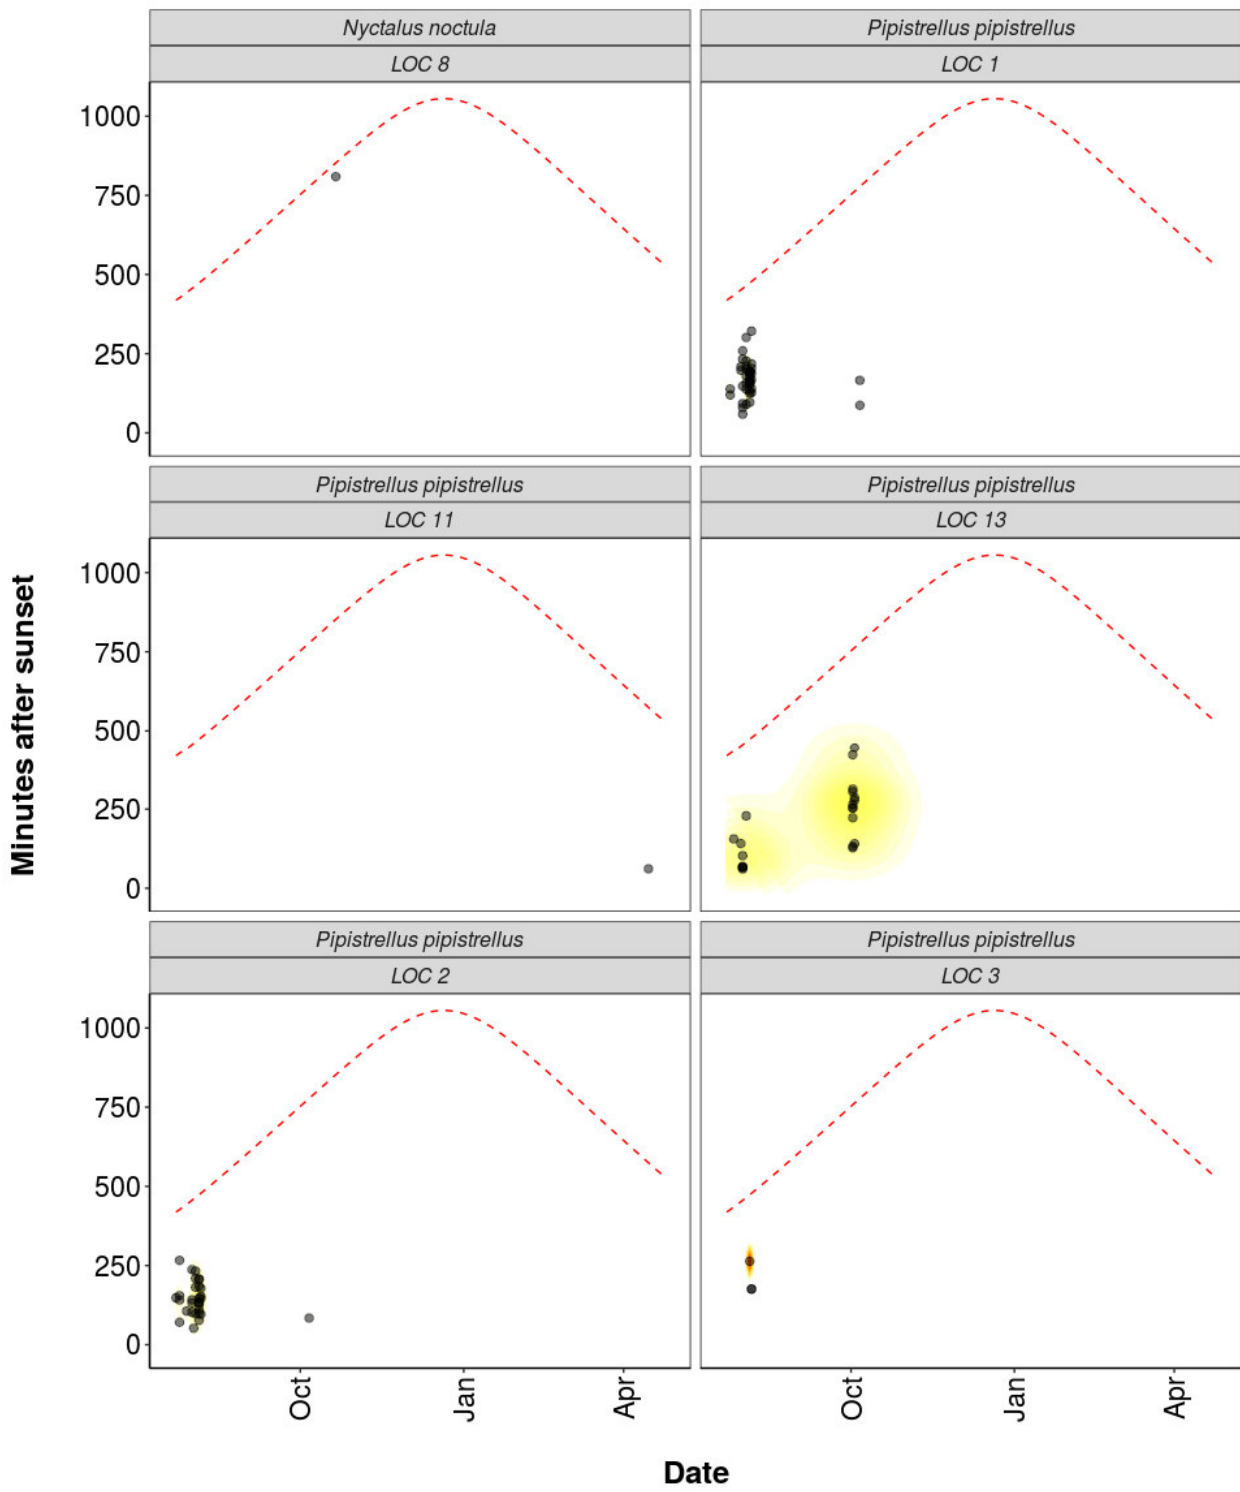 Nyctalus noctula
LOC 8
Pipistrellus pipistrellus
LOC 1
1000
750
500
250
0
Pipistrellus pipistrellus
LOC 11
Pipistrellus pipistrellus
LOC 13
1000
750
500
250
0
Minutes after sunset
Pipistrellus pipistrellus
LOC 2
Pipistrellus pipistrellus
LOC 3
1000
750
500
250
0
Oct
Jan
Apr
Oct
Jan
Apr
Date